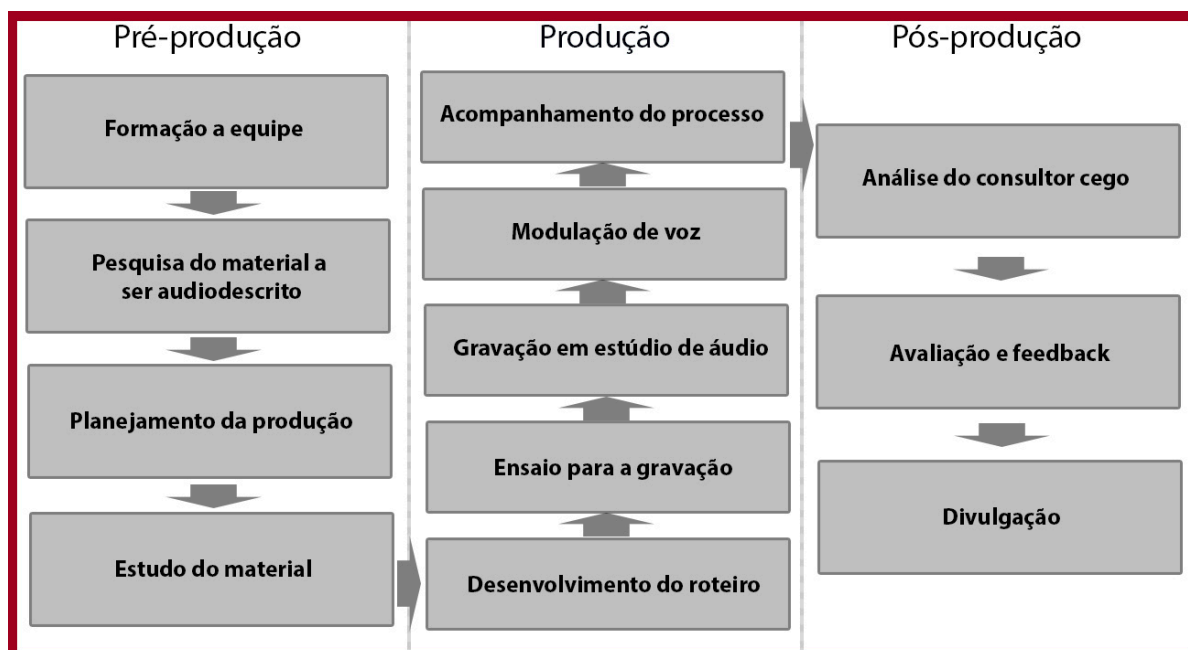 Pré-produção
Formação a equipe
Pesquisa do material a
ser audiodescrito
Planejamento da produção
Estudo do material
Produção
Acompanhamento do processo
Modulação de voz
Gravação em estúdio de áudio
Ensaio para a gravação
Desenvolvimento do roteiro
Pós-produção
Análise do consultor cego
Avaliação e feedback
Divulgação